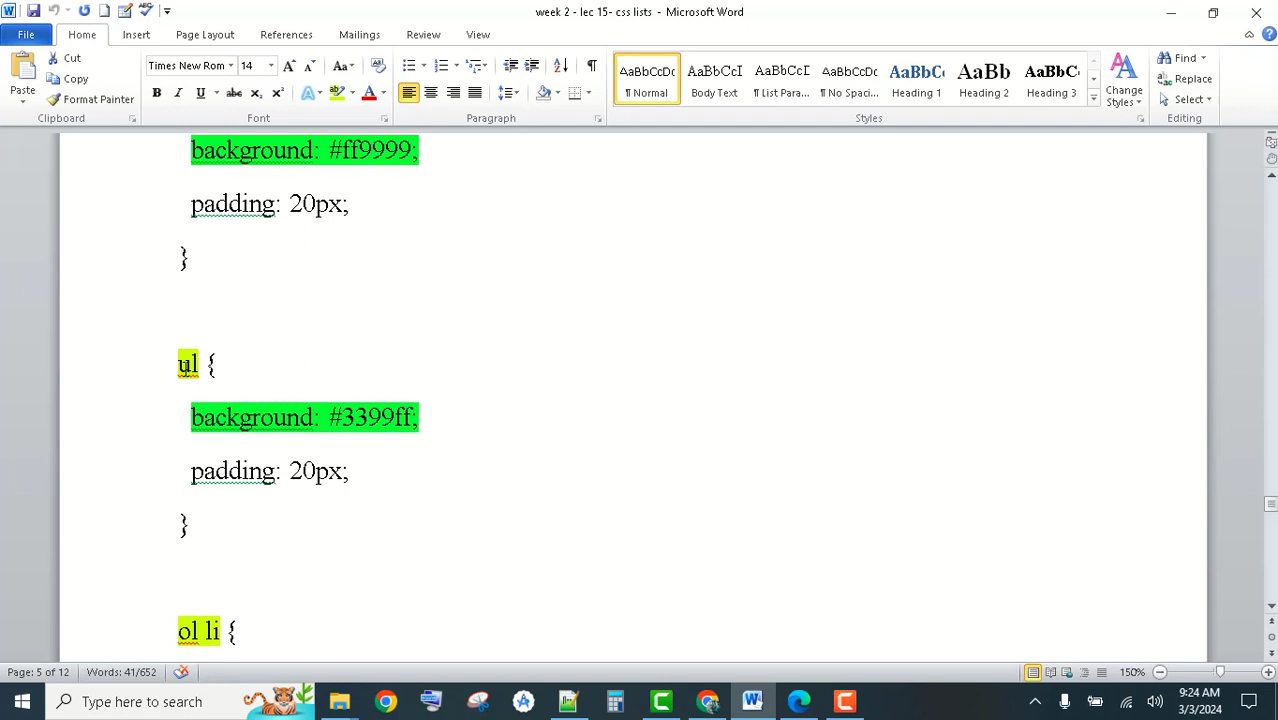 week 2 - lec 15- css lists - Microsoft Word
File Home Insert Page Layout References Mailings Review View
Paste
Cut
Copy
Format Painter
Clipboard
Times New Rom 14
Font
Paragraph
AaBbCcDc AaBbCcI AaBbCcI AaBbCcDc AaBbCc AaBb AaBbC
¶ Normal Body Text ¶ List Para... ¶ No Spaci... Heading 1 Heading 2 Heading 3
Styles
Change Styles
Find
Replace
Select
Editing
background: #ff9999;
padding: 20px;
}
ul {
background: #3399ff;
padding: 20px;
}
ol li {
Page: 5 of 12 Words: 41/652 150%
Type here to search
9:24 AM
3/3/2024